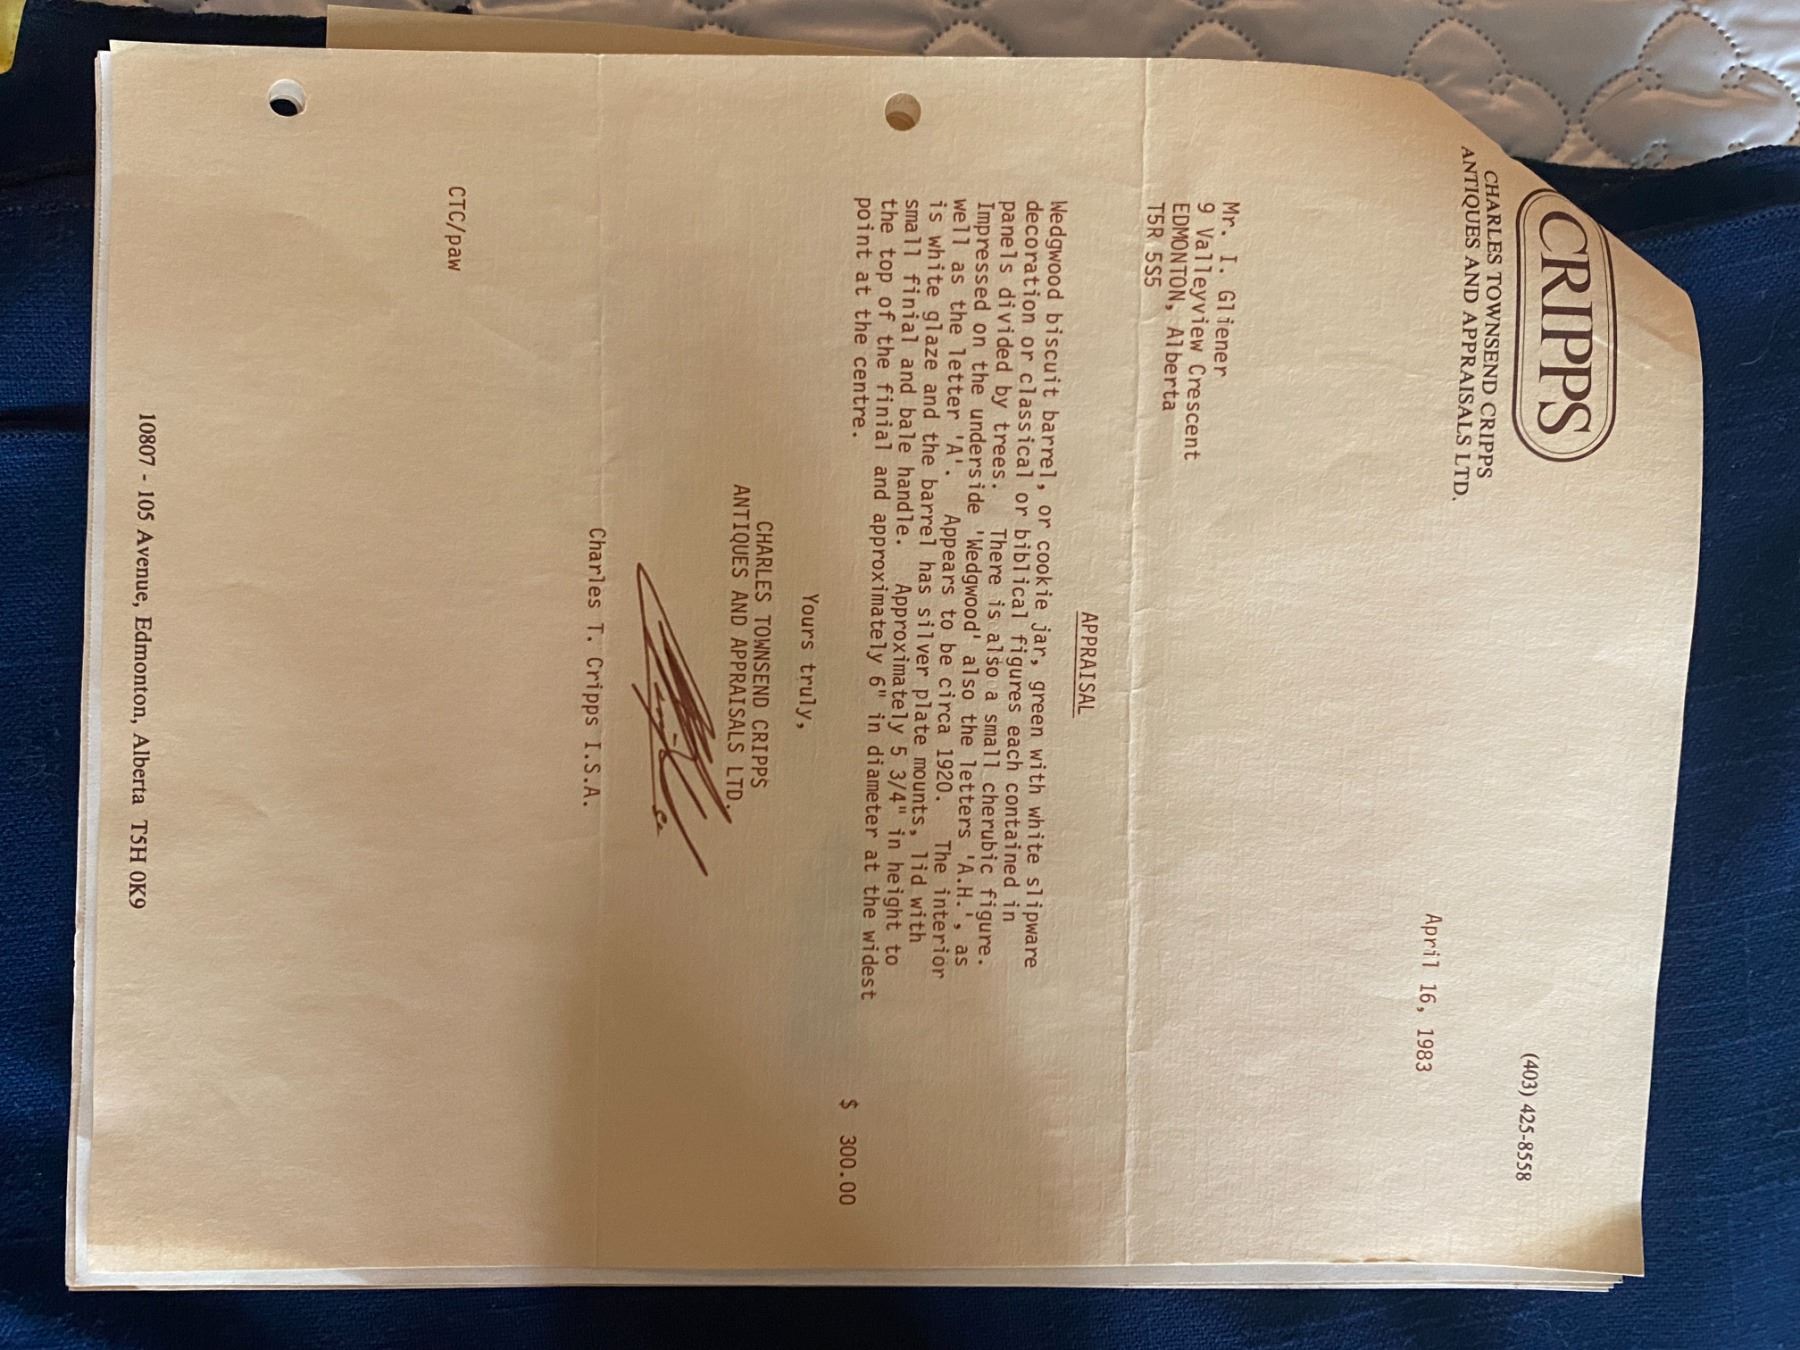 CRIPPS
CHARLES TOWNSEND CRIPPS
ANTIQUES AND APPRAISALS LTD.
(403) 425-8558
April 16, 1983
Mr. I. Gliener
9 Valleyview Crescent
EDMONTON, Alberta
T5R 5S5
APPRAISAL
Wedgwood biscuit barrel, or cookie jar, green with white slipware
decoration or classical or biblical figures each contained in
panels divided by trees. There is also a small cherubic figure.
Impressed on the underside 'Wedgwood' also the letters 'A.H.', as
well as the letter 'A'. Appears to be circa 1920. The interior
is white glaze and the barrel has silver plate mounts, lid with
small finial and bale handle. Approximately 5 3/4" in height to
the top of the finial and approximately 6" in diameter at the widest
point at the centre. $ 300.00
Yours truly,
CHARLES TOWNSEND CRIPPS
ANTIQUES AND APPRAISALS LTD.
Charles T. Cripps I.S.A.
CTC/paw
10807 - 105 Avenue, Edmonton, Alberta T5H 0K9